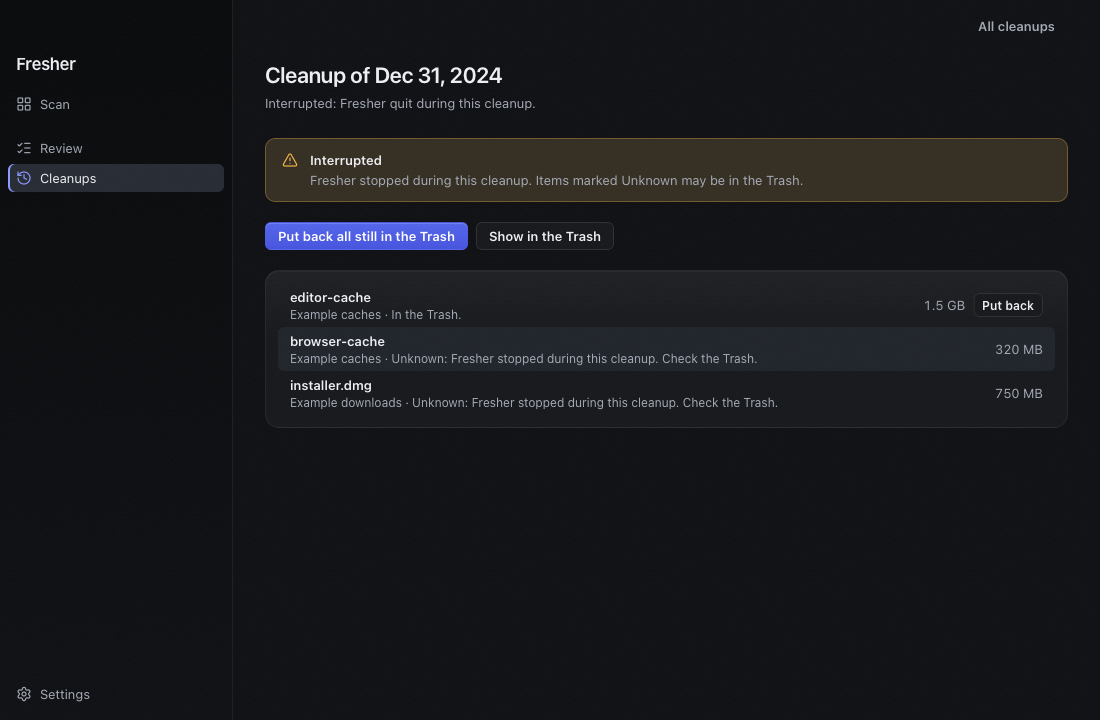 All cleanups
Fresher
Scan
Review
Cleanups
Settings
Cleanup of Dec 31, 2024
Interrupted: Fresher quit during this cleanup.
Interrupted
Fresher stopped during this cleanup. Items marked Unknown may be in the Trash.
Put back all still in the Trash
Show in the Trash
editor-cache
Example caches · In the Trash.
1.5 GB
Put back
browser-cache
Example caches · Unknown: Fresher stopped during this cleanup. Check the Trash.
320 MB
installer.dmg
Example downloads · Unknown: Fresher stopped during this cleanup. Check the Trash.
750 MB